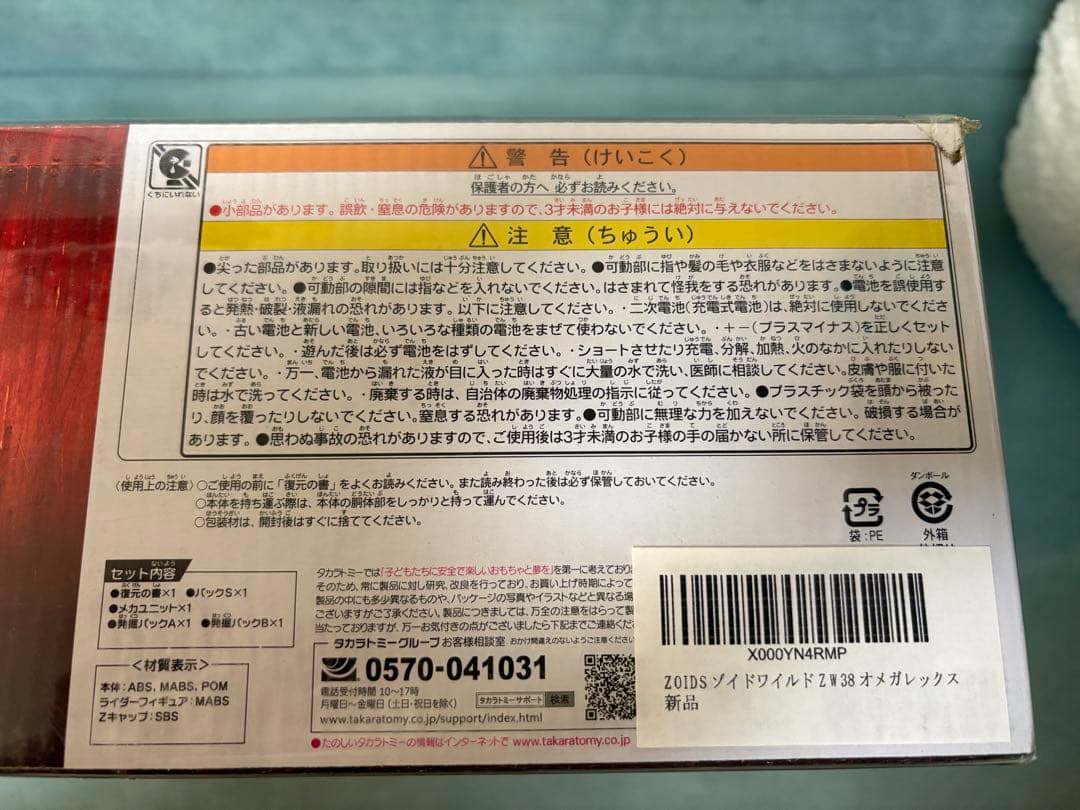 くちにいれない
⚠ 警 告(けいこく)
保護者の方へ 必ずお読みください。
●小部品があります。誤飲・窒息の危険がありますので、3才未満のお子様には絶対に与えないでください。
⚠ 注 意(ちゅうい)
●尖った部品があります。取り扱いには十分注意してください。●可動部に指や髪の毛や衣服などをはさまないように注意
してください。●可動部の隙間には指などを入れないでください。はさまれて怪我をする恐れがあります。●電池を誤使用す
ると発熱・破裂・液漏れの恐れがあります。以下に注意してください。・二次電池(充電式電池)は、絶対に使用しないでくださ
い。・古い電池と新しい電池、いろいろな種類の電池をまぜて使わないでください。・+-(プラスマイナス)を正しくセット
してください。・遊んだ後は必ず電池をはずしてください。・ショートさせたり充電、分解、加熱、火のなかに入れたりしない
でください。・万一、電池から漏れた液が目に入った時はすぐに大量の水で洗い、医師に相談してください。皮膚や服に付いた
時は水で洗ってください。・廃棄する時は、自治体の廃棄物処理の指示に従ってください。●プラスチック袋を頭から被った
り、顔を覆ったりしないでください。窒息する恐れがあります。●可動部に無理な力を加えないでください。破損する場合が
あります。●思わぬ事故の恐れがありますので、ご使用後は3才未満のお子様の手の届かない所に保管してください。
〈使用上の注意〉○ご使用の前に「復元の書」をよくお読みください。また読み終わった後は必ず保管しておいてください。
○本体を持ち運ぶ際は、本体の胴体部をしっかりと持って運んでください。
○包装材は、開封後はすぐに捨ててください。
プラ
袋:PE
ダンボール
外箱
セット内容
●復元の書×1 ●パックS×1
●メカユニット×1
●発掘パックA×1 ●発掘パックB×1
<材質表示>
本体:ABS、MABS、POM
ライダーフィギュア:MABS
Zキャップ:SBS
タカラトミーでは「子どもたちに安全で楽しいおもちゃと夢を」を第一に考えており
そのため、常に製品に対し研究、改良を行っており、お買い上げ時期によって
製品の中にも多少異なるものや、パッケージの写真やイラストなどと異なる場
ございますがご了承ください。製品につきましては、万全の注意をはらって製
当たっておりますが、万一お気付きの点がございましたら下記までご連絡くださ
タカラトミーグループ お客様相談室 おかけ間違えのないようご注意ください
0570-041031
電話受付時間 10〜17時
月曜日〜金曜日(土日・祝日を除く)
タカラトミーサポート 検索
www.takaratomy.co.jp/support/index.html
●たのしいタカラトミーの情報はインターネットで www.takaratomy.co.jp
X000YN4RMP
ZOIDS ゾイドワイルド ZW38 オメガレックス
新品